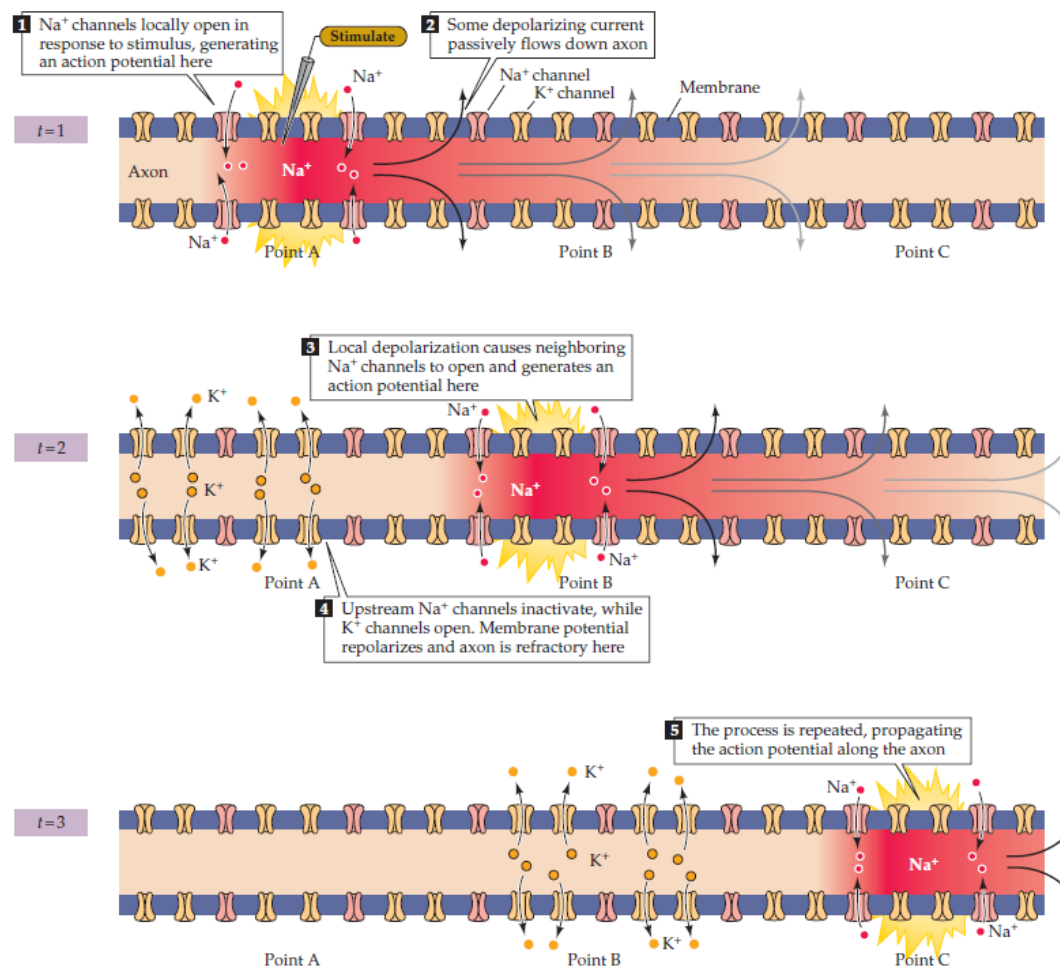 1 Na+ channels locally open in
response to stimulus, generating
an action potential here
Stimulate
2 Some depolarizing current
passively flows down axon
Na+
Na+ channel
K+ channel
Membrane
t=1
Axon
Na+
Na+
Point A
Point B
Point C
3 Local depolarization causes neighboring
Na+ channels to open and generates an
action potential here
K+
Na+
t=2
K+
Na+
K+
Na+
Point A
Point B
Point C
4 Upstream Na+ channels inactivate, while
K+ channels open. Membrane potential
repolarizes and axon is refractory here
5 The process is repeated, propagating
the action potential along the axon
K+
Na+
t=3
K+
Na+
K+
Na+
Point A
Point B
Point C